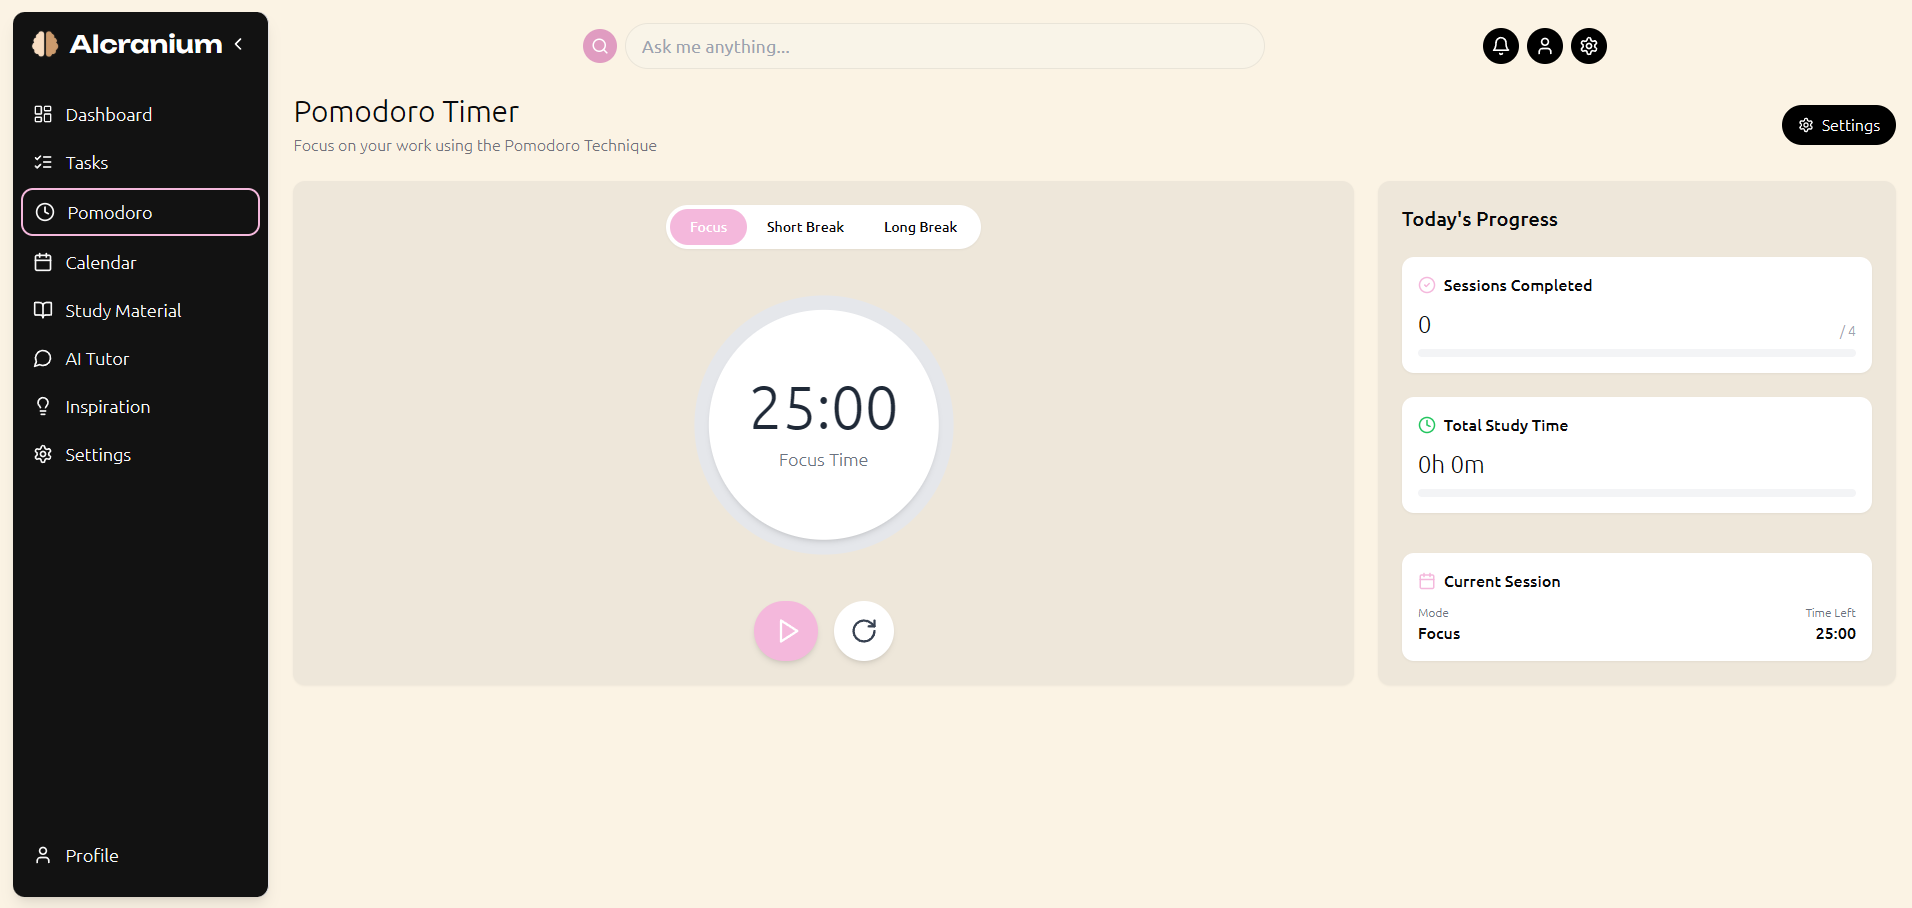 AIcranium
Dashboard
Tasks
Pomodoro
Calendar
Study Material
AI Tutor
Inspiration
Settings
Profile
Ask me anything...
Pomodoro Timer
Focus on your work using the Pomodoro Technique
Settings
Focus Short Break Long Break
25:00
Focus Time
Today's Progress
Sessions Completed
0 / 4
Total Study Time
0h 0m
Current Session
Mode Time Left
Focus 25:00